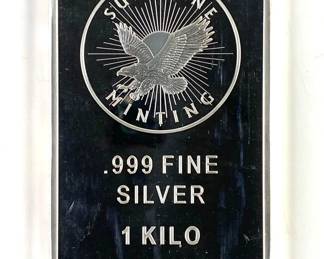 MINTING
.999 FINE
SILVER
1 KILO